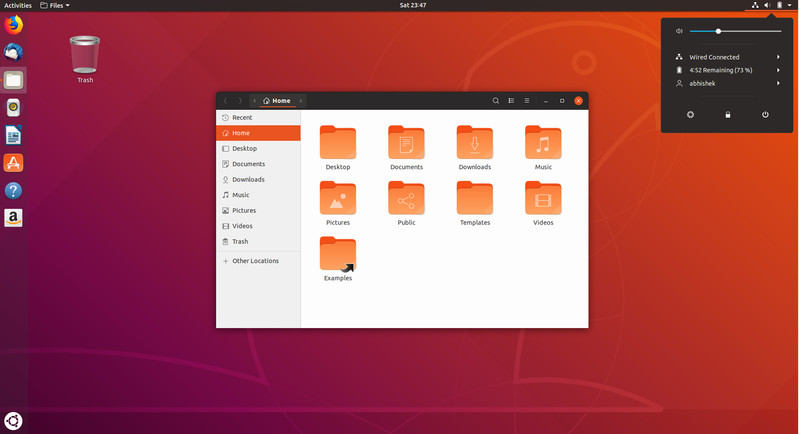 Activities
Files
Sat 23:47
Trash
Home
Recent
Home
Desktop
Documents
Downloads
Music
Pictures
Videos
Trash
Other Locations
Desktop
Documents
Downloads
Music
Pictures
Public
Templates
Videos
Examples
Wired Connected
4:52 Remaining (73 %)
abhishek